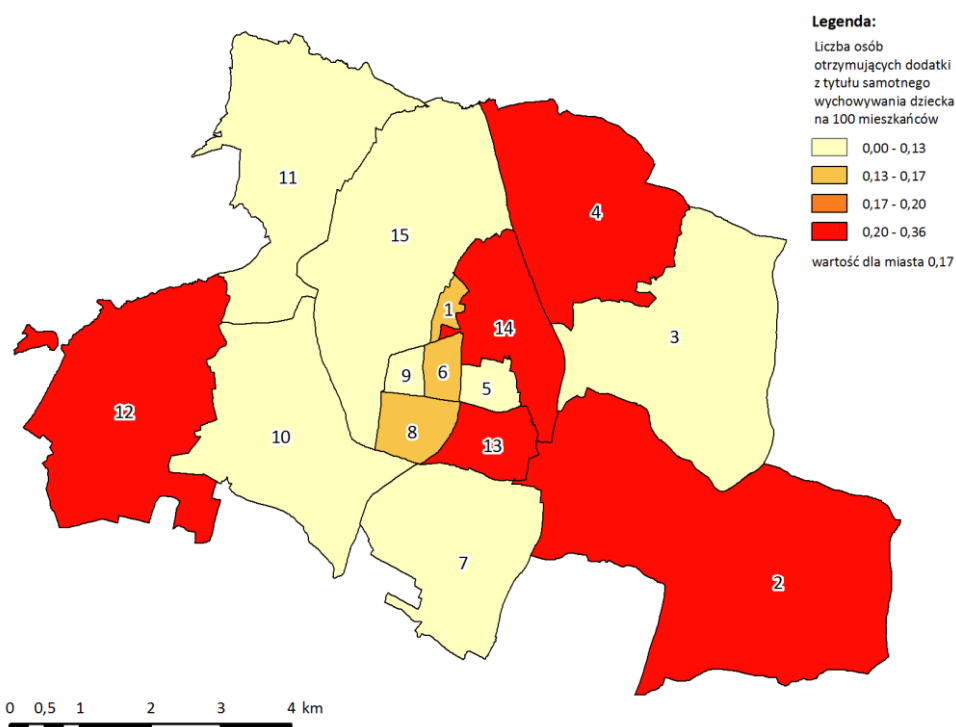 Legenda:
Liczba osób
otrzymujących dodatki
z tytułu samotnego
wychowywania dziecka
na 100 mieszkańców
0,00 - 0,13
0,13 - 0,17
0,17 - 0,20
0,20 - 0,36
wartość dla miasta 0,17
11
4
15
1
14
3
9
6
5
12
8
10
13
7
2
0 0,5 1 2 3 4 km